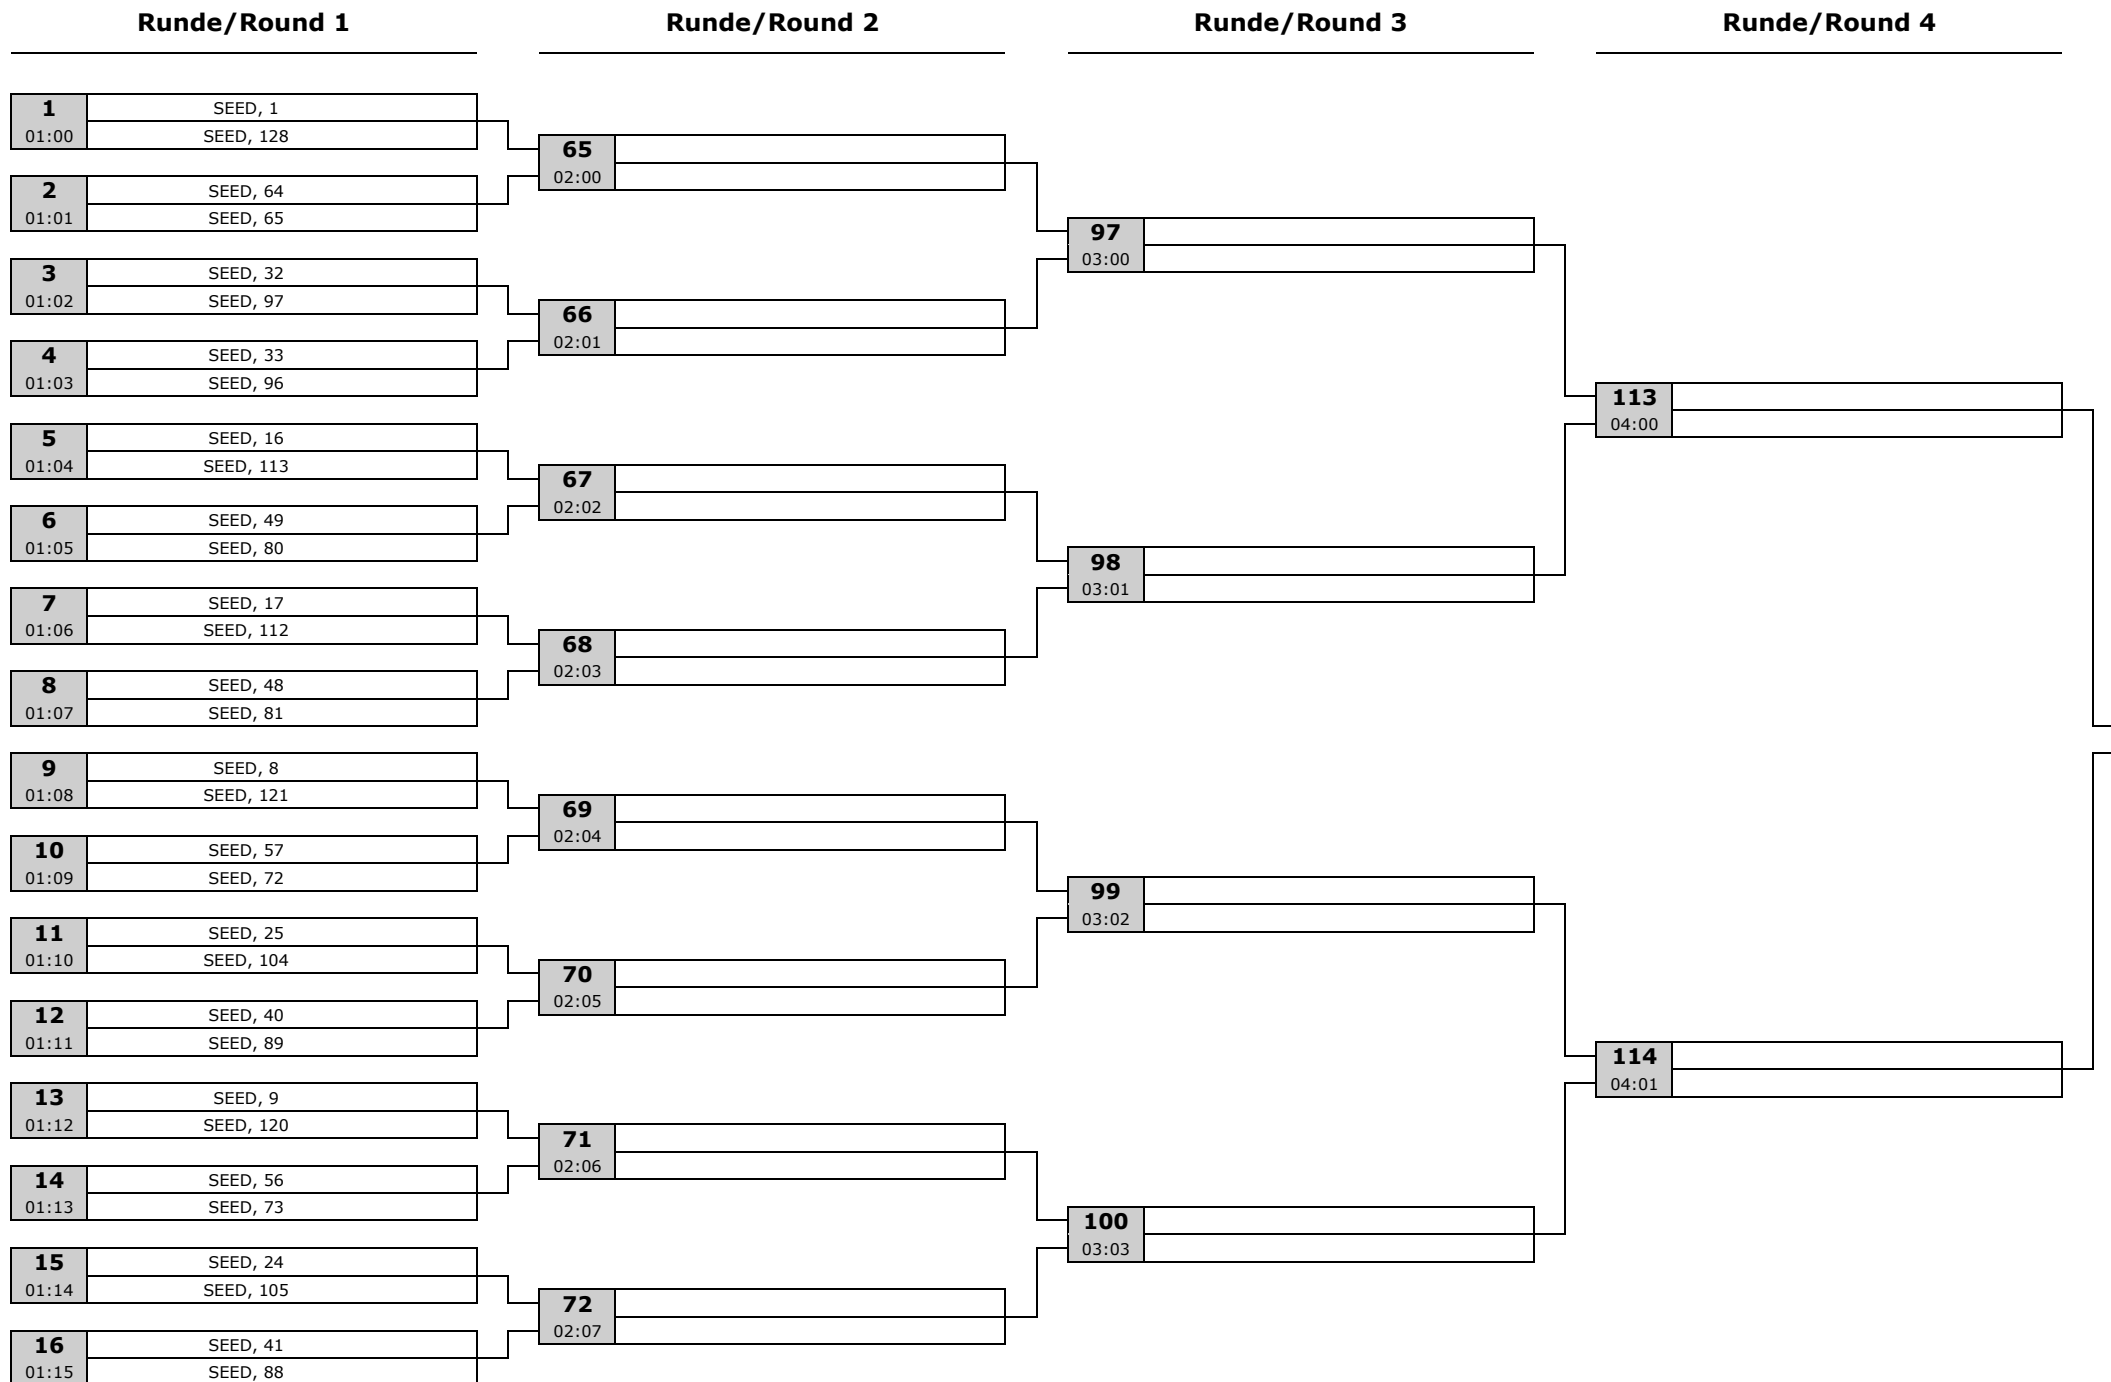 Runde/Round 1
Runde/Round 2
Runde/Round 3
Runde/Round 4
1
SEED, 1
01:00
SEED, 128
2
SEED, 64
01:01
SEED, 65
3
SEED, 32
01:02
SEED, 97
4
SEED, 33
01:03
SEED, 96
5
SEED, 16
01:04
SEED, 113
6
SEED, 49
01:05
SEED, 80
7
SEED, 17
01:06
SEED, 112
8
SEED, 48
01:07
SEED, 81
9
SEED, 8
01:08
SEED, 121
10
SEED, 57
01:09
SEED, 72
11
SEED, 25
01:10
SEED, 104
12
SEED, 40
01:11
SEED, 89
13
SEED, 9
01:12
SEED, 120
14
SEED, 56
01:13
SEED, 73
15
SEED, 24
01:14
SEED, 105
16
SEED, 41
01:15
SEED, 88
65
02:00
66
02:01
67
02:02
68
02:03
69
02:04
70
02:05
71
02:06
72
02:07
97
03:00
98
03:01
99
03:02
100
03:03
113
04:00
114
04:01